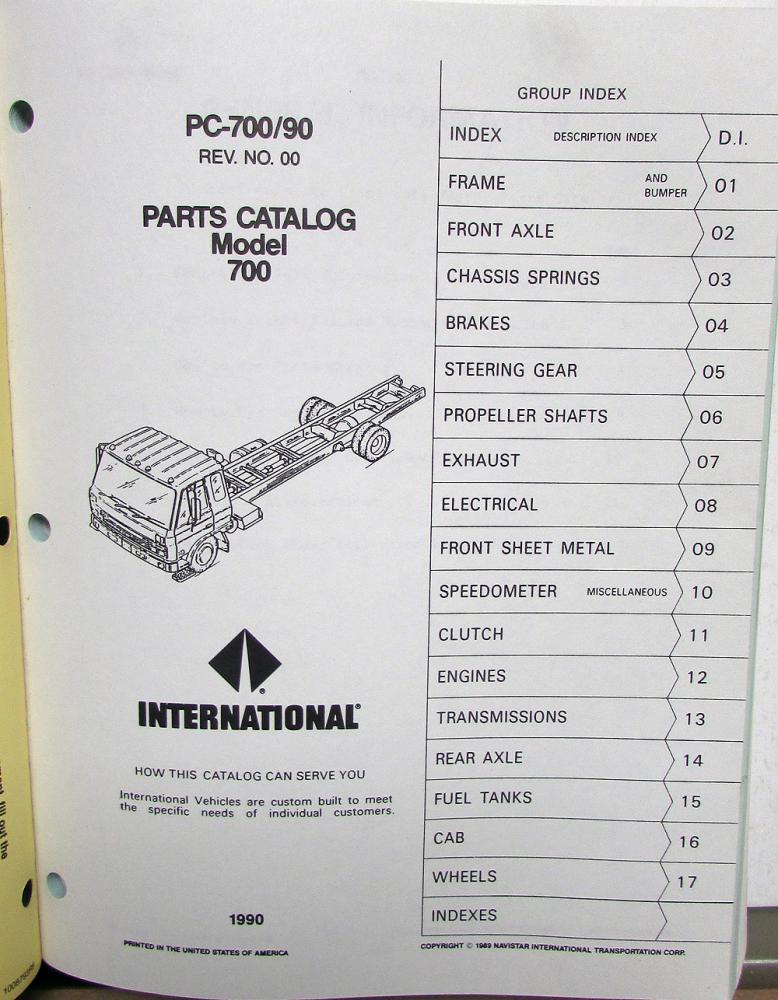 PC-700/90
REV. NO. 00
PARTS CATALOG
Model
700
INTERNATIONAL®
HOW THIS CATALOG CAN SERVE YOU
International Vehicles are custom built to meet
the specific needs of individual customers.
1990
PRINTED IN THE UNITED STATES OF AMERICA
GROUP INDEX
INDEX DESCRIPTION INDEX D.I.
FRAME AND BUMPER 01
FRONT AXLE 02
CHASSIS SPRINGS 03
BRAKES 04
STEERING GEAR 05
PROPELLER SHAFTS 06
EXHAUST 07
ELECTRICAL 08
FRONT SHEET METAL 09
SPEEDOMETER MISCELLANEOUS 10
CLUTCH 11
ENGINES 12
TRANSMISSIONS 13
REAR AXLE 14
FUEL TANKS 15
CAB 16
WHEELS 17
INDEXES
COPYRIGHT © 1989 NAVISTAR INTERNATIONAL TRANSPORTATION CORP.
fill out the